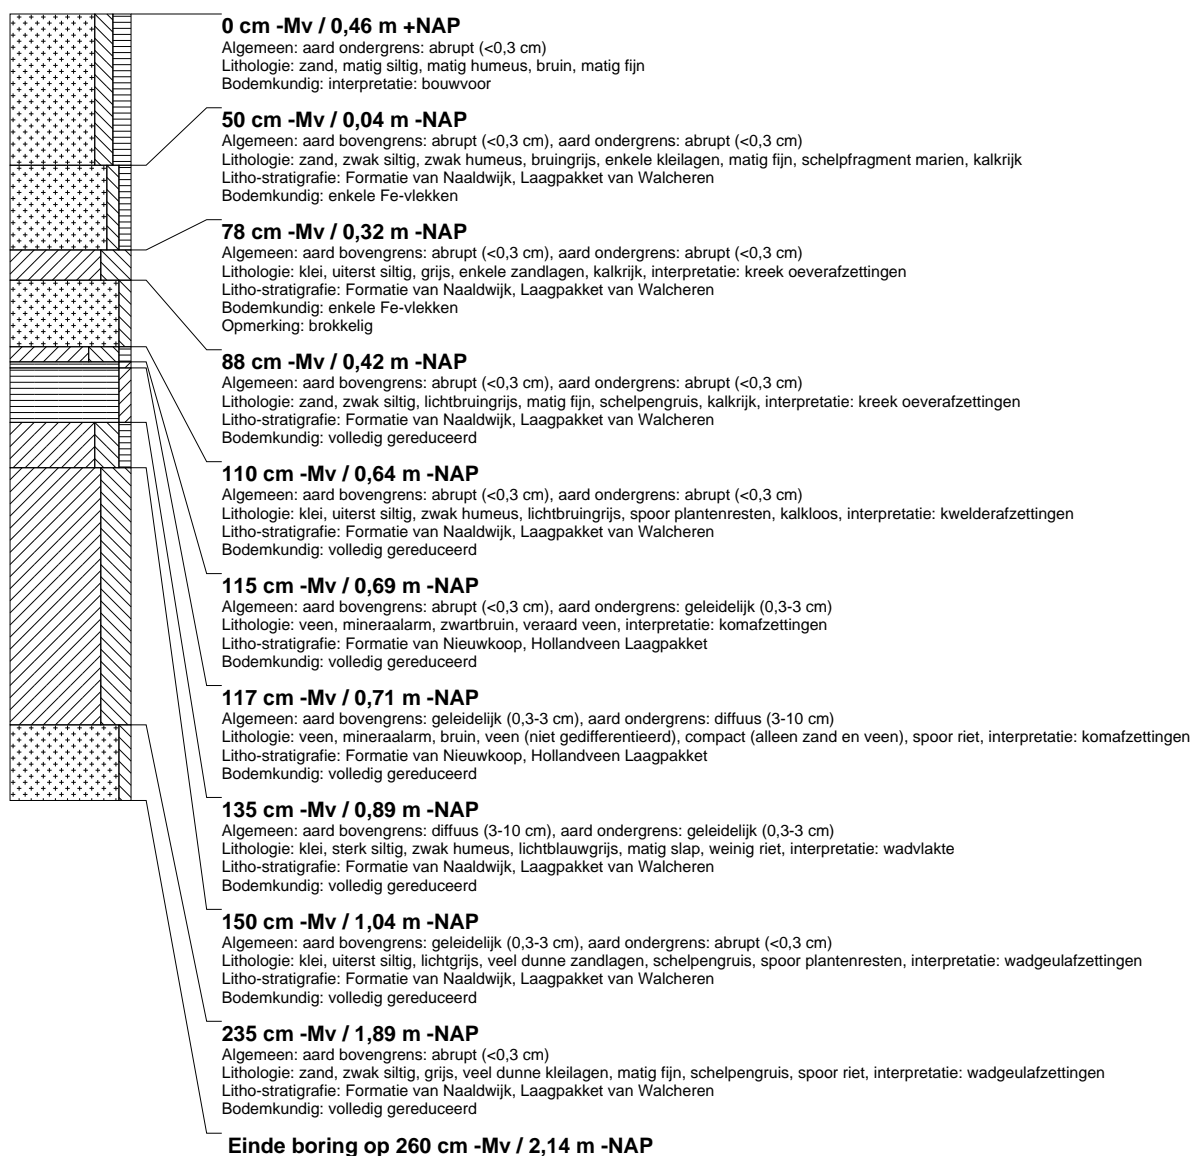 0 cm -Mv / 0,46 m +NAP
Algemeen: aard ondergrens: abrupt (<0,3 cm)
Lithologie: zand, matig siltig, matig humeus, bruin, matig fijn
Bodemkundig: interpretatie: bouwvoor
50 cm -Mv / 0,04 m -NAP
Algemeen: aard bovengrens: abrupt (<0,3 cm), aard ondergrens: abrupt (<0,3 cm)
Lithologie: zand, zwak siltig, zwak humeus, bruingrijs, enkele kleilagen, matig fijn, schelpfragment marien, kalkrijk
Litho-stratigrafie: Formatie van Naaldwijk, Laagpakket van Walcheren
Bodemkundig: enkele Fe-vlekken
78 cm -Mv / 0,32 m -NAP
Algemeen: aard bovengrens: abrupt (<0,3 cm), aard ondergrens: abrupt (<0,3 cm)
Lithologie: klei, uiterst siltig, grijs, enkele zandlagen, kalkrijk, interpretatie: kreek oeverafzettingen
Litho-stratigrafie: Formatie van Naaldwijk, Laagpakket van Walcheren
Bodemkundig: enkele Fe-vlekken
Opmerking: brokkelig
88 cm -Mv / 0,42 m -NAP
Algemeen: aard bovengrens: abrupt (<0,3 cm), aard ondergrens: abrupt (<0,3 cm)
Lithologie: zand, zwak siltig, lichtbruingrijs, matig fijn, schelpengruis, kalkrijk, interpretatie: kreek oeverafzettingen
Litho-stratigrafie: Formatie van Naaldwijk, Laagpakket van Walcheren
Bodemkundig: volledig gereduceerd
110 cm -Mv / 0,64 m -NAP
Algemeen: aard bovengrens: abrupt (<0,3 cm), aard ondergrens: abrupt (<0,3 cm)
Lithologie: klei, uiterst siltig, zwak humeus, lichtbruingrijs, spoor plantenresten, kalkloos, interpretatie: kwelderafzettingen
Litho-stratigrafie: Formatie van Naaldwijk, Laagpakket van Walcheren
Bodemkundig: volledig gereduceerd
115 cm -Mv / 0,69 m -NAP
Algemeen: aard bovengrens: abrupt (<0,3 cm), aard ondergrens: geleidelijk (0,3-3 cm)
Lithologie: veen, mineraalarm, zwartbruin, veraard veen, interpretatie: komafzettingen
Litho-stratigrafie: Formatie van Nieuwkoop, Hollandveen Laagpakket
Bodemkundig: volledig gereduceerd
117 cm -Mv / 0,71 m -NAP
Algemeen: aard bovengrens: geleidelijk (0,3-3 cm), aard ondergrens: diffuus (3-10 cm)
Lithologie: veen, mineraalarm, bruin, veen (niet gedifferentieerd), compact (alleen zand en veen), spoor riet, interpretatie: komafzettingen
Litho-stratigrafie: Formatie van Nieuwkoop, Hollandveen Laagpakket
Bodemkundig: volledig gereduceerd
135 cm -Mv / 0,89 m -NAP
Algemeen: aard bovengrens: diffuus (3-10 cm), aard ondergrens: geleidelijk (0,3-3 cm)
Lithologie: klei, sterk siltig, zwak humeus, lichtblauwgrijs, matig slap, weinig riet, interpretatie: wadvlakte
Litho-stratigrafie: Formatie van Naaldwijk, Laagpakket van Walcheren
Bodemkundig: volledig gereduceerd
150 cm -Mv / 1,04 m -NAP
Algemeen: aard bovengrens: geleidelijk (0,3-3 cm), aard ondergrens: abrupt (<0,3 cm)
Lithologie: klei, uiterst siltig, lichtgrijs, veel dunne zandlagen, schelpengruis, spoor plantenresten, interpretatie: wadgeulafzettingen
Litho-stratigrafie: Formatie van Naaldwijk, Laagpakket van Walcheren
Bodemkundig: volledig gereduceerd
235 cm -Mv / 1,89 m -NAP
Algemeen: aard bovengrens: abrupt (<0,3 cm)
Lithologie: zand, zwak siltig, grijs, veel dunne kleilagen, matig fijn, schelpengruis, spoor riet, interpretatie: wadgeulafzettingen
Litho-stratigrafie: Formatie van Naaldwijk, Laagpakket van Walcheren
Bodemkundig: volledig gereduceerd
Einde boring op 260 cm -Mv / 2,14 m -NAP